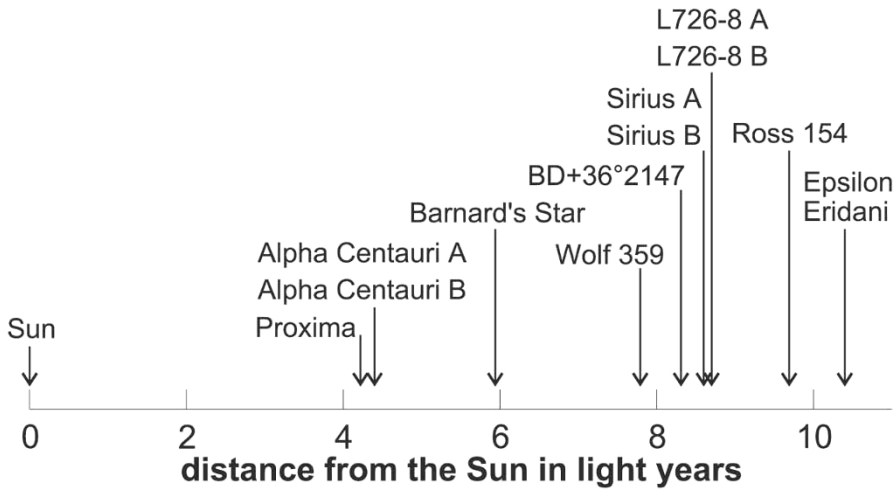 L726-8 A
L726-8 B
Sirius A
Sirius B
Ross 154
BD+36°2147
Epsilon
Eridani
Barnard's Star
Alpha Centauri A
Wolf 359
Alpha Centauri B
Sun
Proxima
0 2 4 6 8 10
distance from the Sun in light years